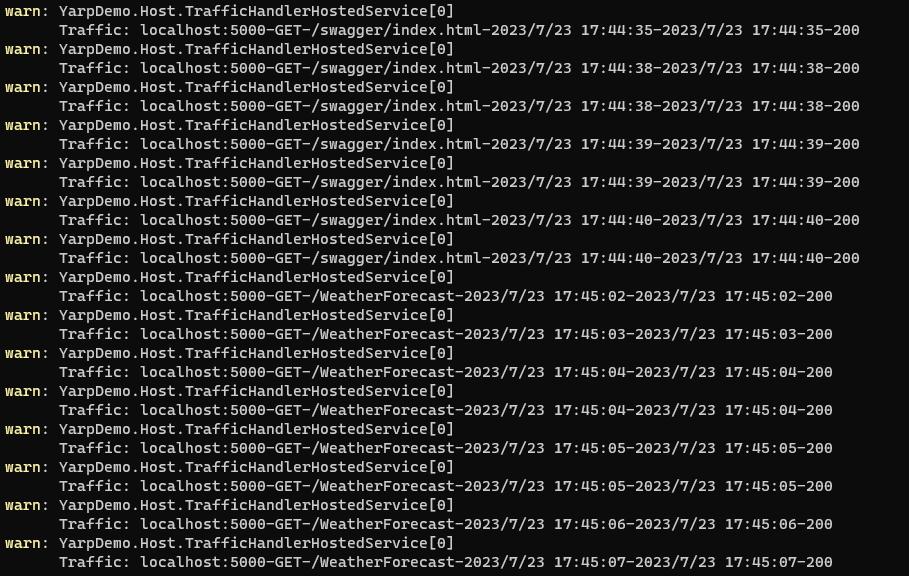 warn: YarpDemo.Host.TrafficHandlerHostedService[0]
Traffic: localhost:5000-GET-/swagger/index.html-2023/7/23 17:44:35-2023/7/23 17:44:35-200
warn: YarpDemo.Host.TrafficHandlerHostedService[0]
Traffic: localhost:5000-GET-/swagger/index.html-2023/7/23 17:44:38-2023/7/23 17:44:38-200
warn: YarpDemo.Host.TrafficHandlerHostedService[0]
Traffic: localhost:5000-GET-/swagger/index.html-2023/7/23 17:44:38-2023/7/23 17:44:38-200
warn: YarpDemo.Host.TrafficHandlerHostedService[0]
Traffic: localhost:5000-GET-/swagger/index.html-2023/7/23 17:44:39-2023/7/23 17:44:39-200
warn: YarpDemo.Host.TrafficHandlerHostedService[0]
Traffic: localhost:5000-GET-/swagger/index.html-2023/7/23 17:44:39-2023/7/23 17:44:39-200
warn: YarpDemo.Host.TrafficHandlerHostedService[0]
Traffic: localhost:5000-GET-/swagger/index.html-2023/7/23 17:44:40-2023/7/23 17:44:40-200
warn: YarpDemo.Host.TrafficHandlerHostedService[0]
Traffic: localhost:5000-GET-/swagger/index.html-2023/7/23 17:44:40-2023/7/23 17:44:40-200
warn: YarpDemo.Host.TrafficHandlerHostedService[0]
Traffic: localhost:5000-GET-/WeatherForecast-2023/7/23 17:45:02-2023/7/23 17:45:02-200
warn: YarpDemo.Host.TrafficHandlerHostedService[0]
Traffic: localhost:5000-GET-/WeatherForecast-2023/7/23 17:45:03-2023/7/23 17:45:03-200
warn: YarpDemo.Host.TrafficHandlerHostedService[0]
Traffic: localhost:5000-GET-/WeatherForecast-2023/7/23 17:45:04-2023/7/23 17:45:04-200
warn: YarpDemo.Host.TrafficHandlerHostedService[0]
Traffic: localhost:5000-GET-/WeatherForecast-2023/7/23 17:45:04-2023/7/23 17:45:04-200
warn: YarpDemo.Host.TrafficHandlerHostedService[0]
Traffic: localhost:5000-GET-/WeatherForecast-2023/7/23 17:45:05-2023/7/23 17:45:05-200
warn: YarpDemo.Host.TrafficHandlerHostedService[0]
Traffic: localhost:5000-GET-/WeatherForecast-2023/7/23 17:45:05-2023/7/23 17:45:05-200
warn: YarpDemo.Host.TrafficHandlerHostedService[0]
Traffic: localhost:5000-GET-/WeatherForecast-2023/7/23 17:45:06-2023/7/23 17:45:06-200
warn: YarpDemo.Host.TrafficHandlerHostedService[0]
Traffic: localhost:5000-GET-/WeatherForecast-2023/7/23 17:45:07-2023/7/23 17:45:07-200